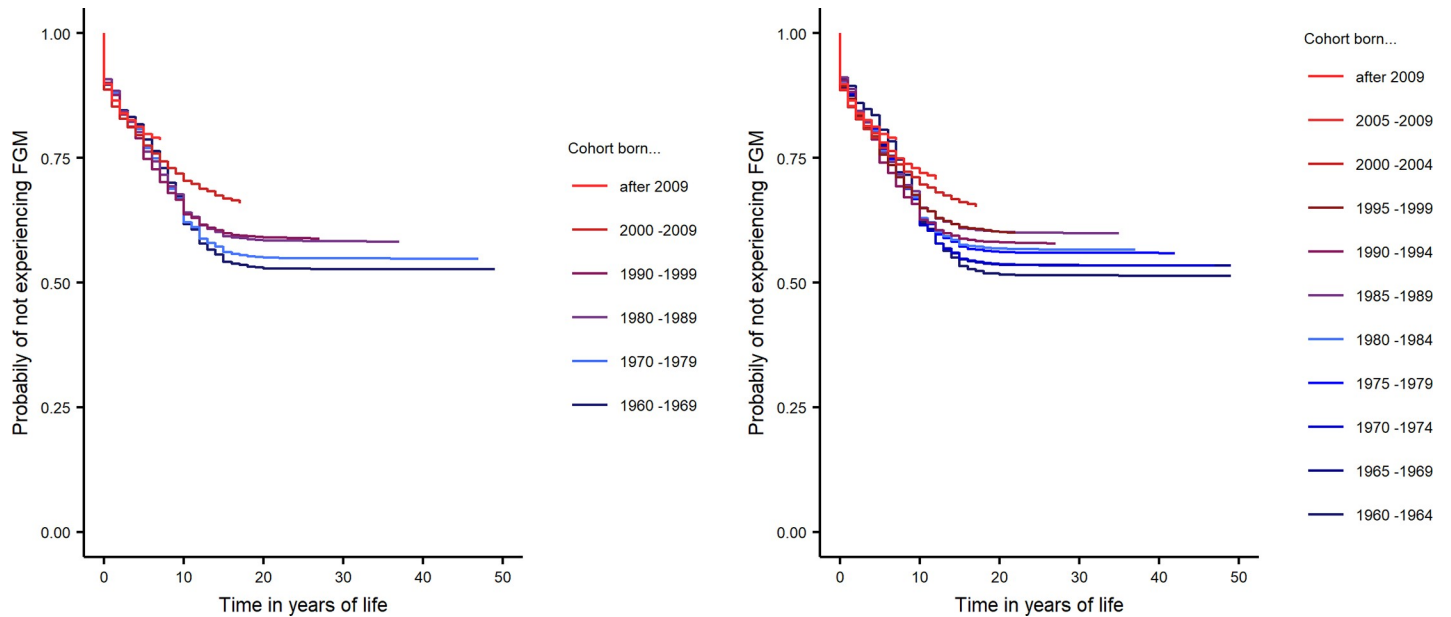 1.00
0.75
0.50
0.25
0.00
Probabily of not experiencing FGM
0 10 20 30 40 50
Time in years of life
Cohort born...
after 2009
2000 -2009
1990 -1999
1980 -1989
1970 -1979
1960 -1969
1.00
0.75
0.50
0.25
0.00
Probabily of not experiencing FGM
0 10 20 30 40 50
Time in years of life
Cohort born...
after 2009
2005 -2009
2000 -2004
1995 -1999
1990 -1994
1985 -1989
1980 -1984
1975 -1979
1970 -1974
1965 -1969
1960 -1964